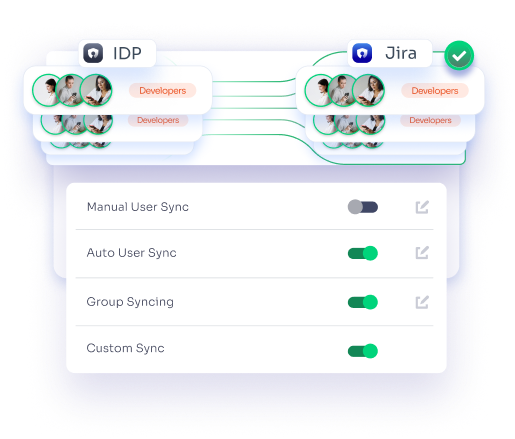 IDP
Jira
Developers
Developers
Developers
Developers
Manual User Sync
Auto User Sync
Group Syncing
Custom Sync